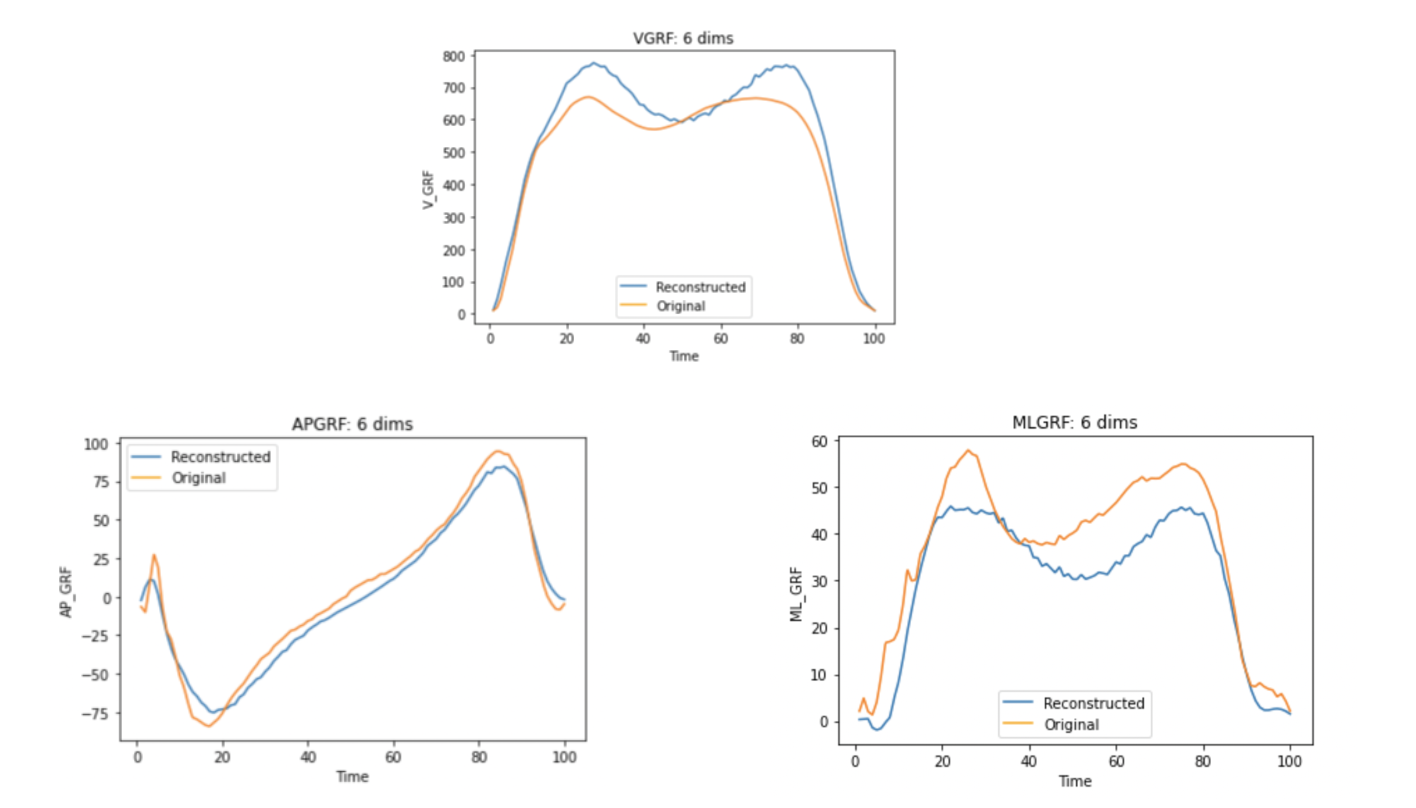 VGRF: 6 dims
800
700
600
500
400
300
200
100
0
V_GRF
Reconstructed
Original
0 20 40 60 80 100
Time
APGRF: 6 dims
100
75
50
25
0
−25
−50
−75
AP_GRF
Reconstructed
Original
0 20 40 60 80 100
Time
MLGRF: 6 dims
60
50
40
30
20
10
0
ML_GRF
Reconstructed
Original
0 20 40 60 80 100
Time